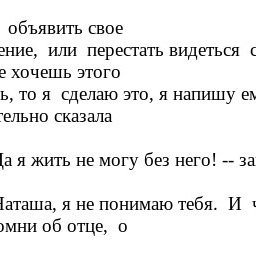 объявить свое
ение, или перестать видеться с
е хочешь этого
ь, то я сделаю это, я напишу ем
тельно сказала
Да я жить не могу без него! -- за
Наташа, я не понимаю тебя. И ч
омни об отце, о